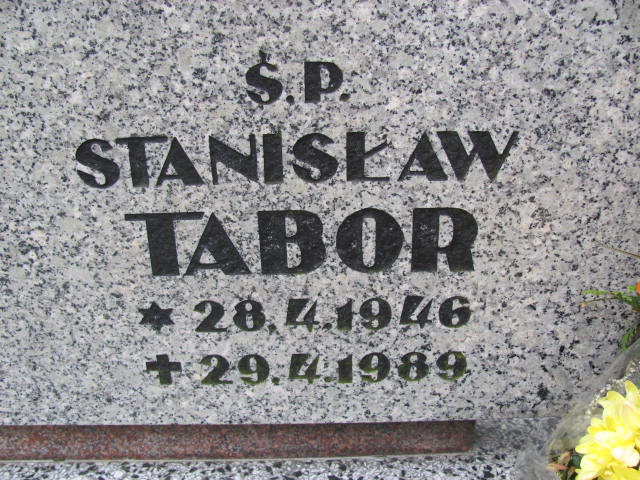 Ś.P.
STANISŁAW
TABOR
* 28.4.1946
✝ 29.4.1989